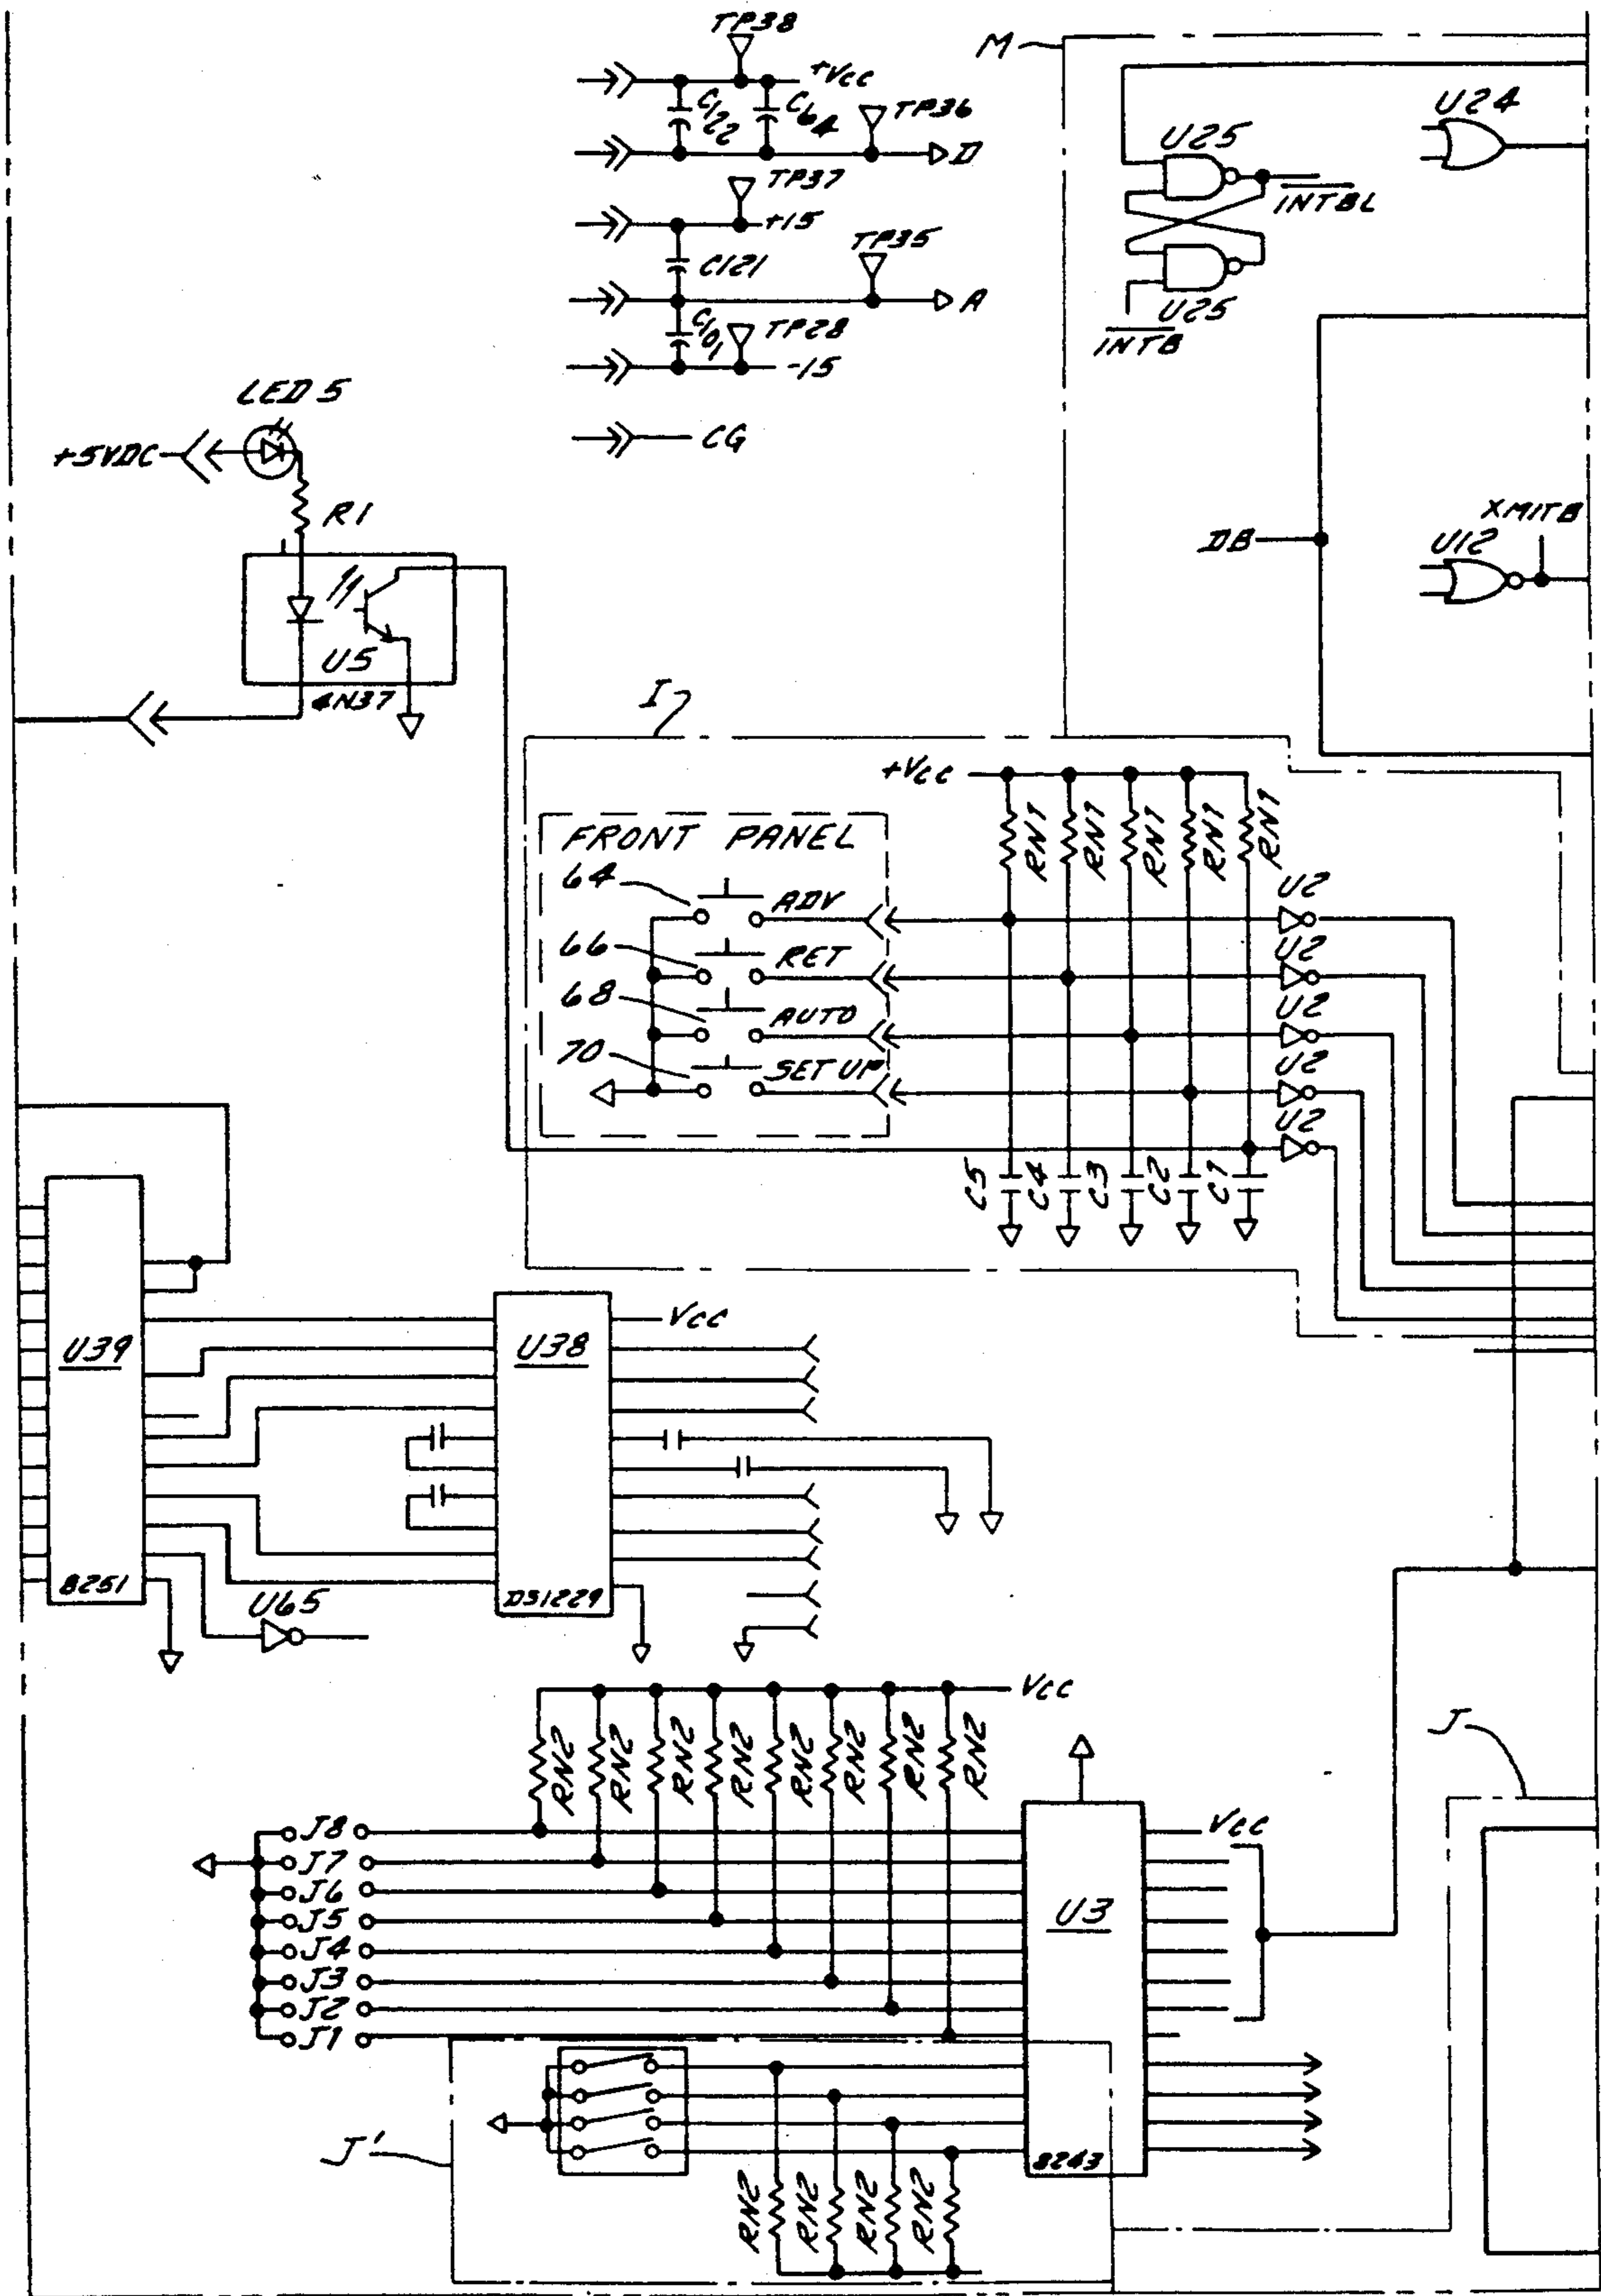 TP38
M
+Vcc
C122
C64
TP36
U24
U25
D
TP37
INTBL
+15
TP35
C121
A
U25
C101
TP28
INTB
-15
LED 5
CG
+5VDC
XMITB
R1
DB
U12
U5
4N37
I
+Vcc
RN1 RN1 RN1 RN1 RN1
FRONT PANEL
64
ADV
U2
66
RET
U2
68
AUTO
U2
70
SET UP
U2
U2
C5 C4 C3 C2 C1
Vcc
U39
U38
8251
DS1229
U65
Vcc
RN2 RN2 RN2 RN2 RN2 RN2 RN2 RN2
J
J8
Vcc
J7
J6
J5
U3
J4
J3
J2
J1
J'
8243
RN2 RN2 RN2 RN2